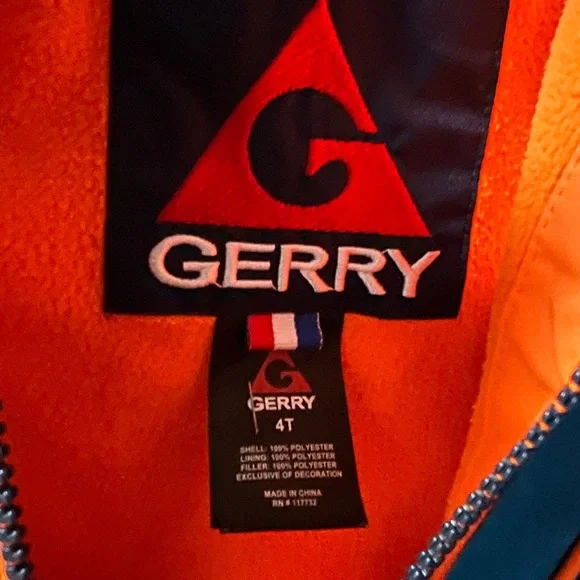 G
GERRY
G
GERRY
4T
SHELL: 100% POLYESTER
LINING: 100% POLYESTER
FILLER: 100% POLYESTER
EXCLUSIVE OF DECORATION
MADE IN CHINA
RN # 117732